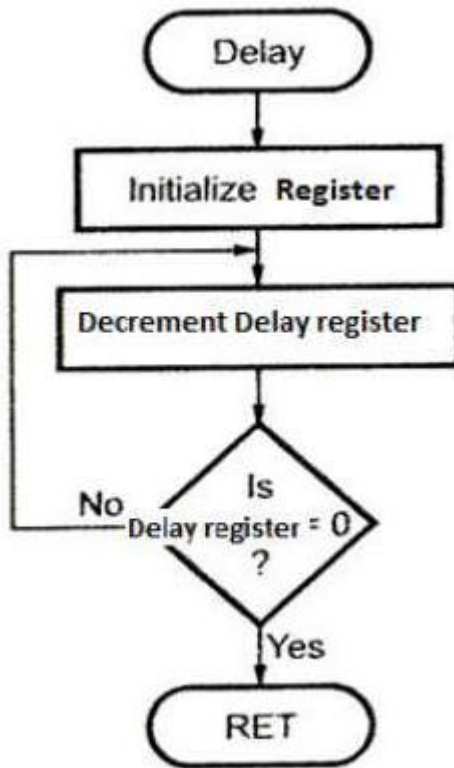 Delay
Initialize Register
Decrement Delay register
Is
No
Delay register = 0
?
Yes
RET